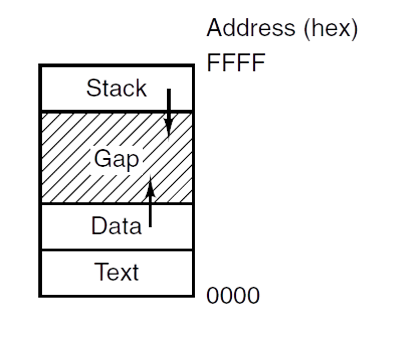 Address (hex)
FFFF
Stack
Gap
Data
Text
0000